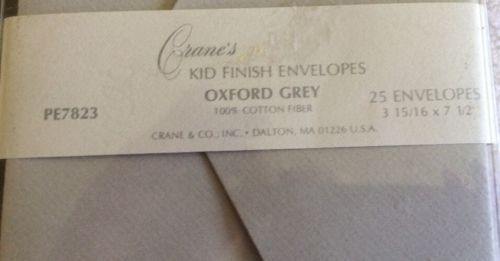 Crane's
KID FINISH ENVELOPES
OXFORD GREY
100% COTTON FIBER
PE7823
25 ENVELOPES
3 15/16 x 7 1/2"
CRANE & CO., INC. • DALTON, MA 01226 U.S.A.